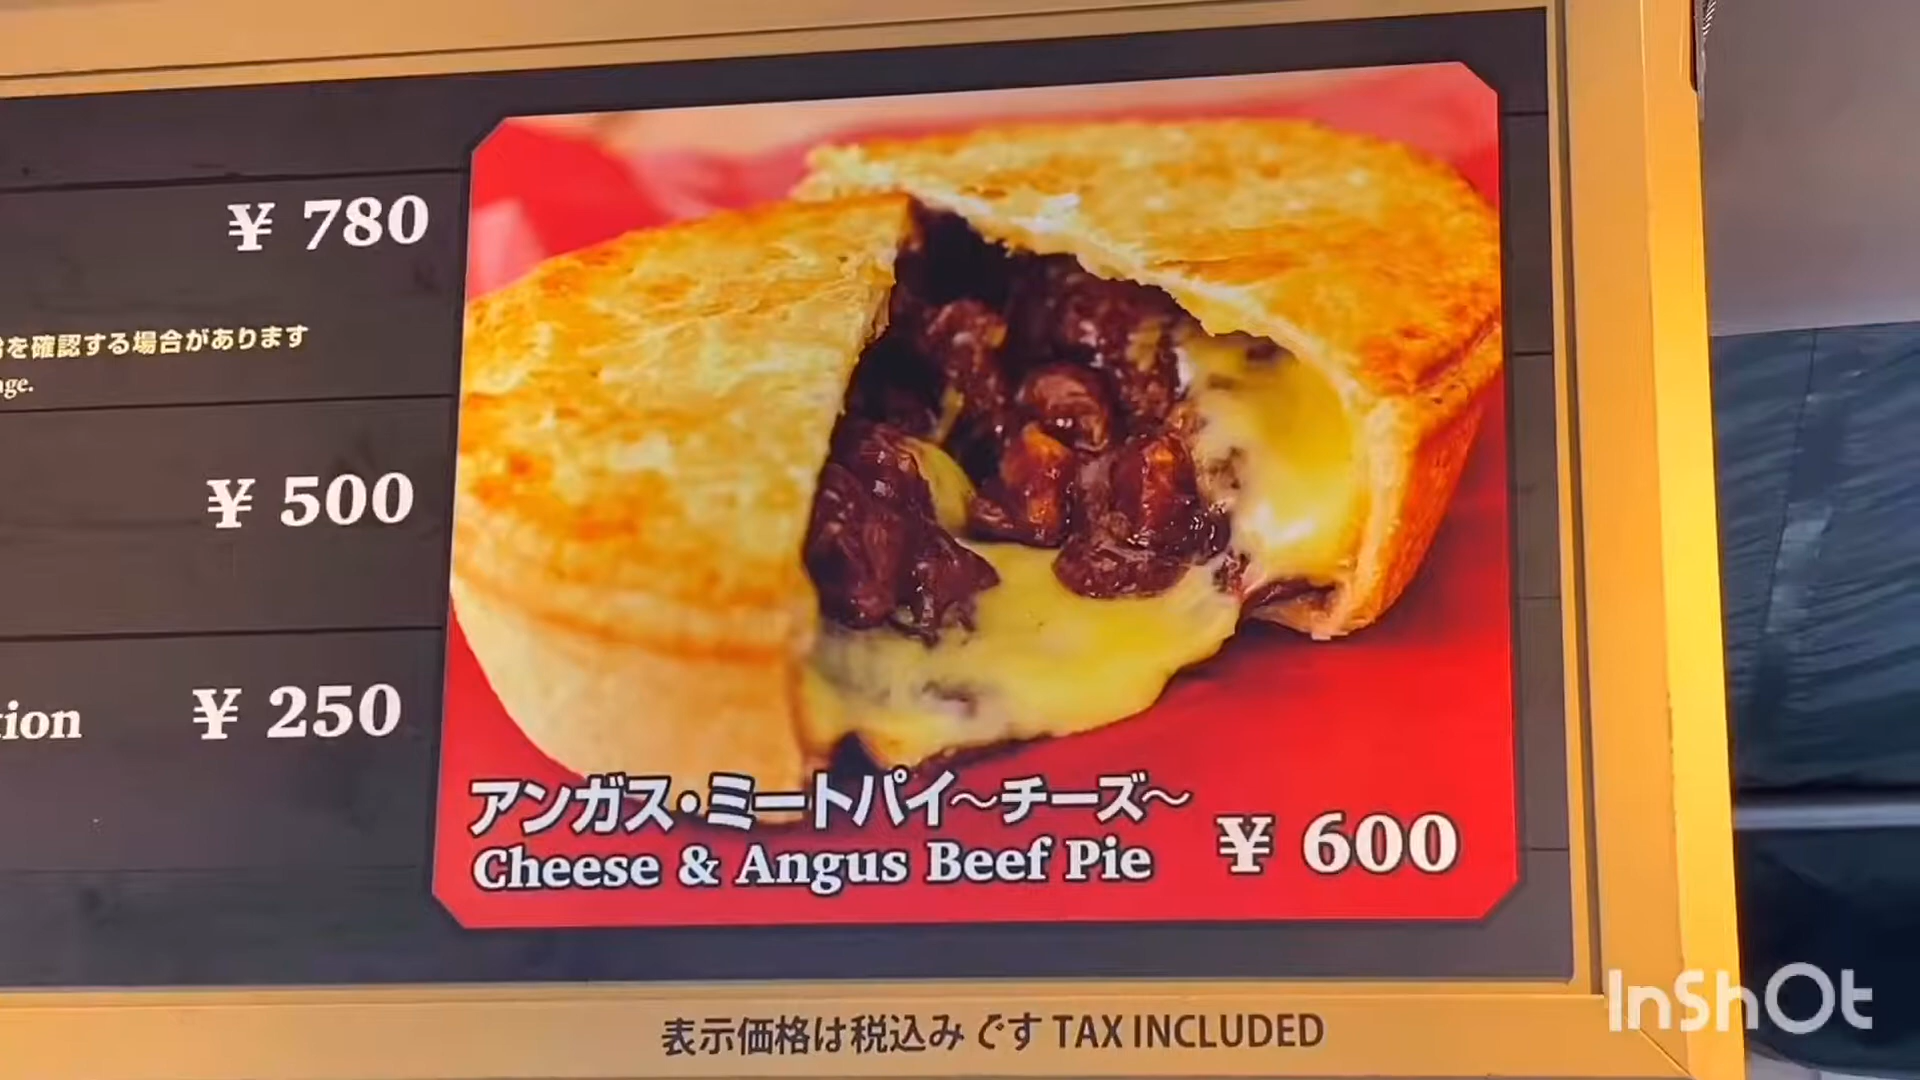 ¥ 780
を確認する場合があります
¥ 500
¥ 250
アンガス・ミートパイ～チーズ～
Cheese & Angus Beef Pie
¥ 600
表示価格は税込みです TAX INCLUDED
InShOt